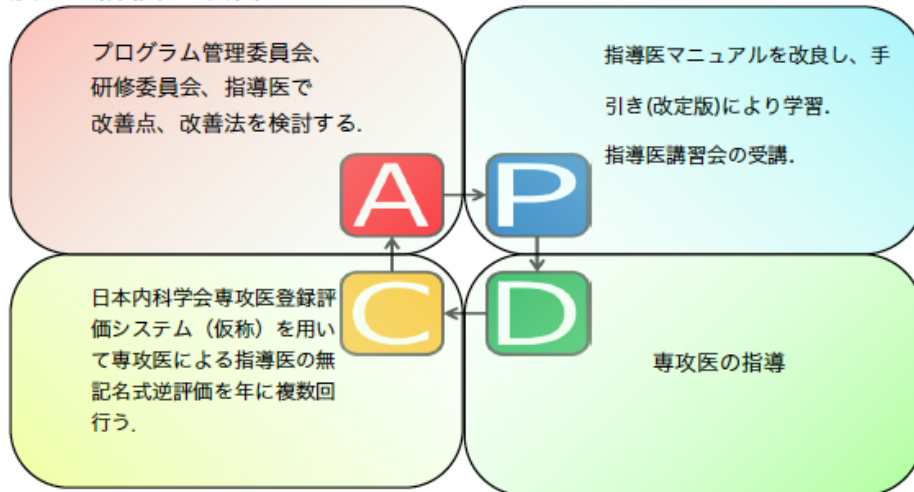 プログラム管理委員会、
研修委員会、指導医で
改善点、改善法を検討する.
A
指導医マニュアルを改良し、手
引き(改定版)により学習.
指導医講習会の受講.
P
日本内科学会専攻医登録評
価システム（仮称）を用い
て専攻医による指導医の無
記名式逆評価を年に複数回
行う.
C
D
専攻医の指導